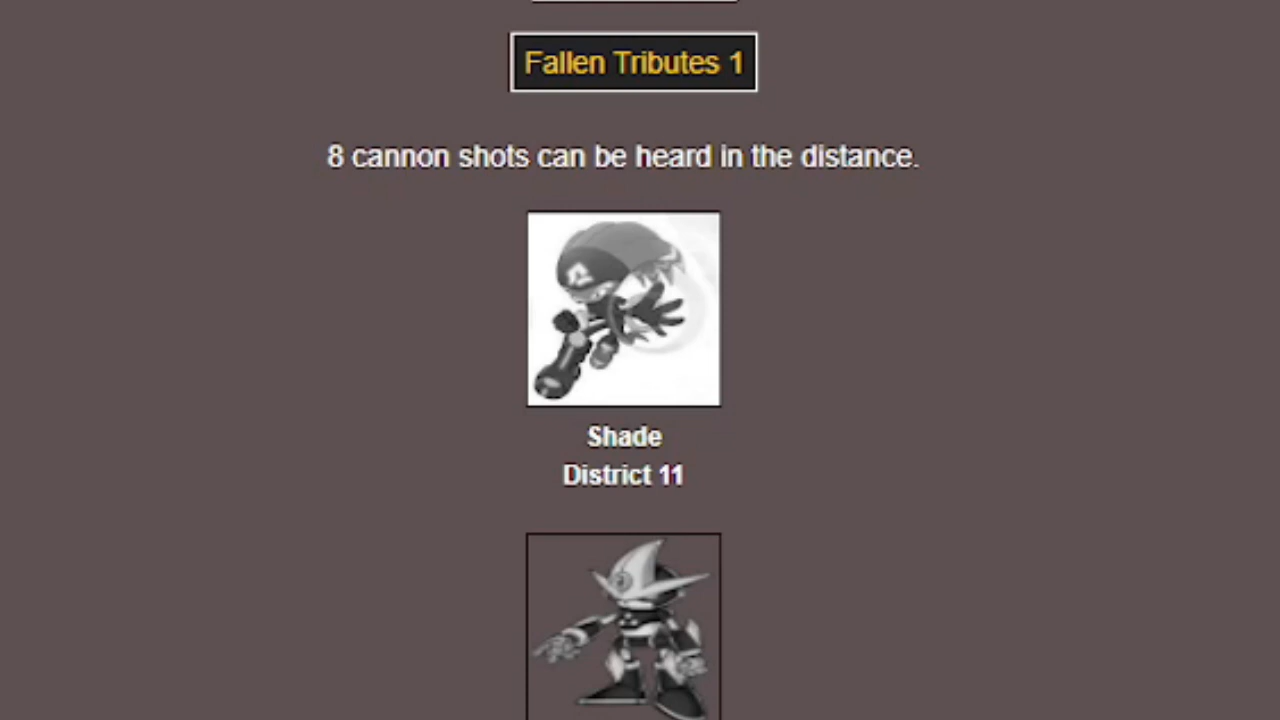 Fallen Tributes 1
8 cannon shots can be heard in the distance.
Shade
District 11